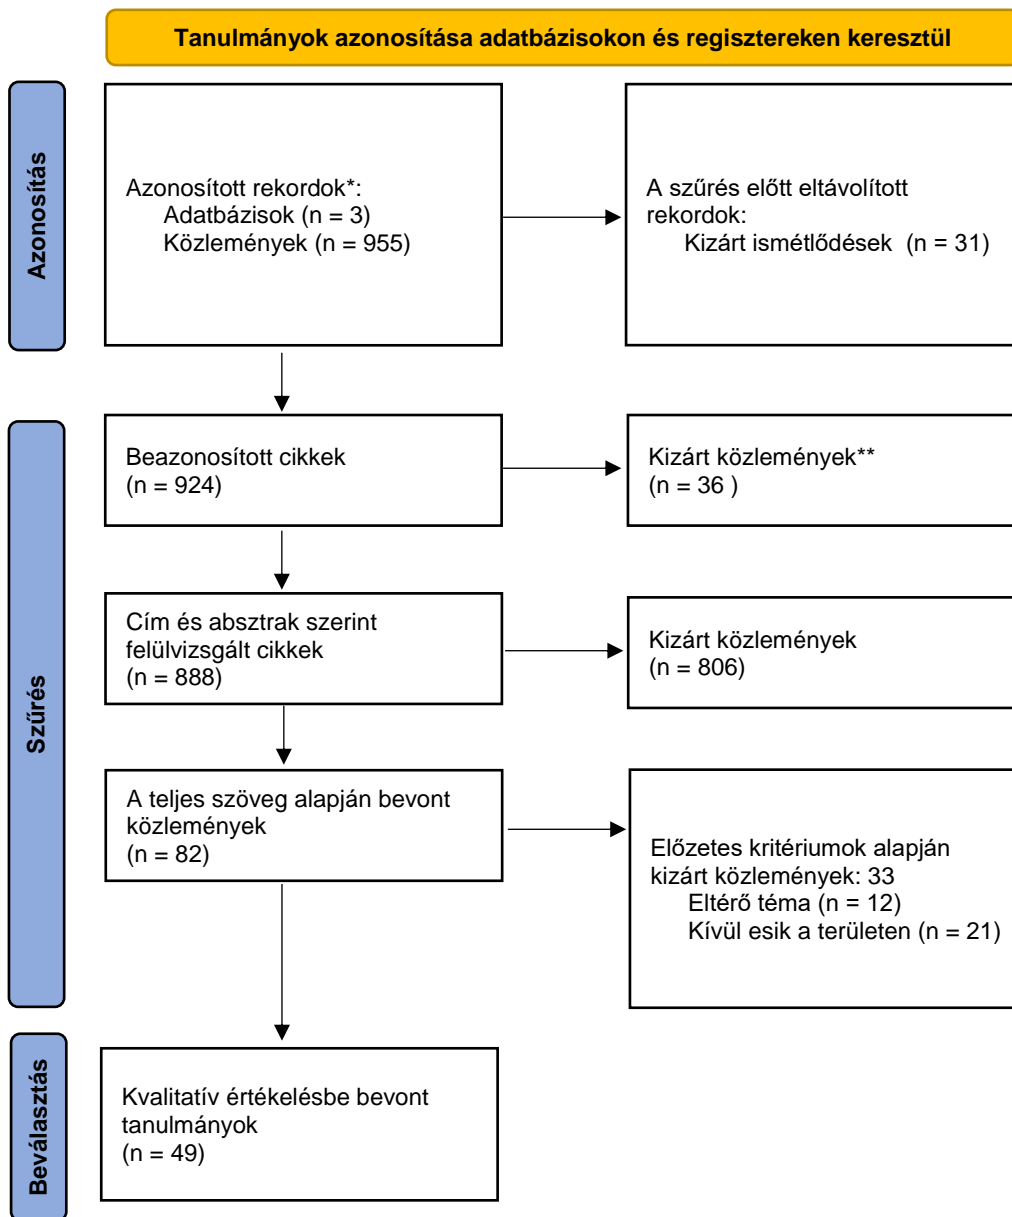 Tanulmányok azonosítása adatbázisokon és regisztereken keresztül
Azonosítás
Azonosított rekordok*:
Adatbázisok (n = 3)
Közlemények (n = 955)
A szűrés előtt eltávolított
rekordok:
Kizárt ismétlődések  (n = 31)
Szűrés
Beazonosított cikkek
(n = 924)
Kizárt közlemények**
(n = 36 )
Cím és absztrak szerint
felülvizsgált cikkek
(n = 888)
Kizárt közlemények
(n = 806)
A teljes szöveg alapján bevont
közlemények
(n = 82)
Előzetes kritériumok alapján
kizárt közlemények: 33
Eltérő téma (n = 12)
Kívül esik a területen (n = 21)
Beválasztás
Kvalitatív értékelésbe bevont
tanulmányok
(n = 49)